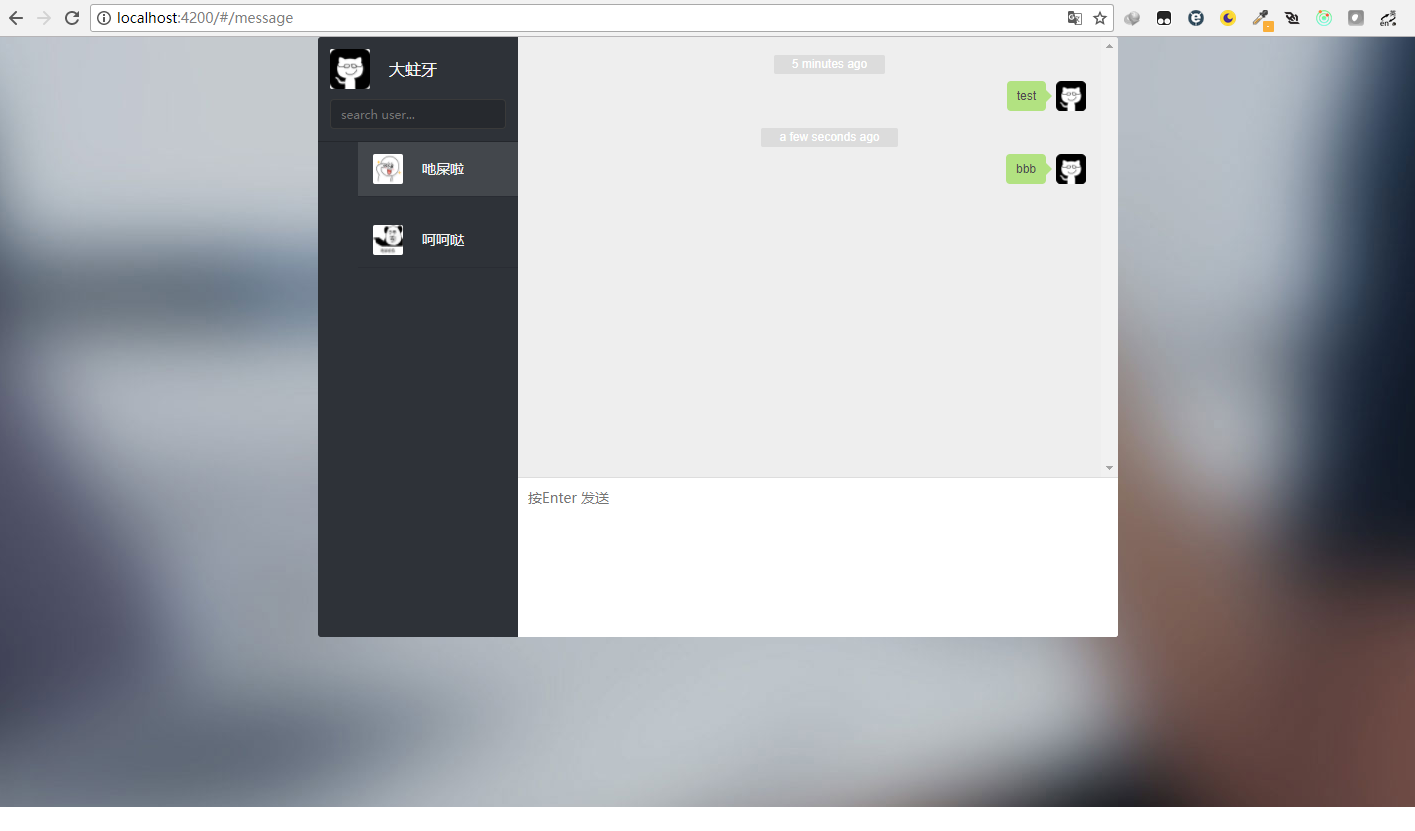 localhost:4200/#/message
大蛀牙
search user...
吔屎啦
呵呵哒
5 minutes ago
test
a few seconds ago
bbb
按Enter 发送